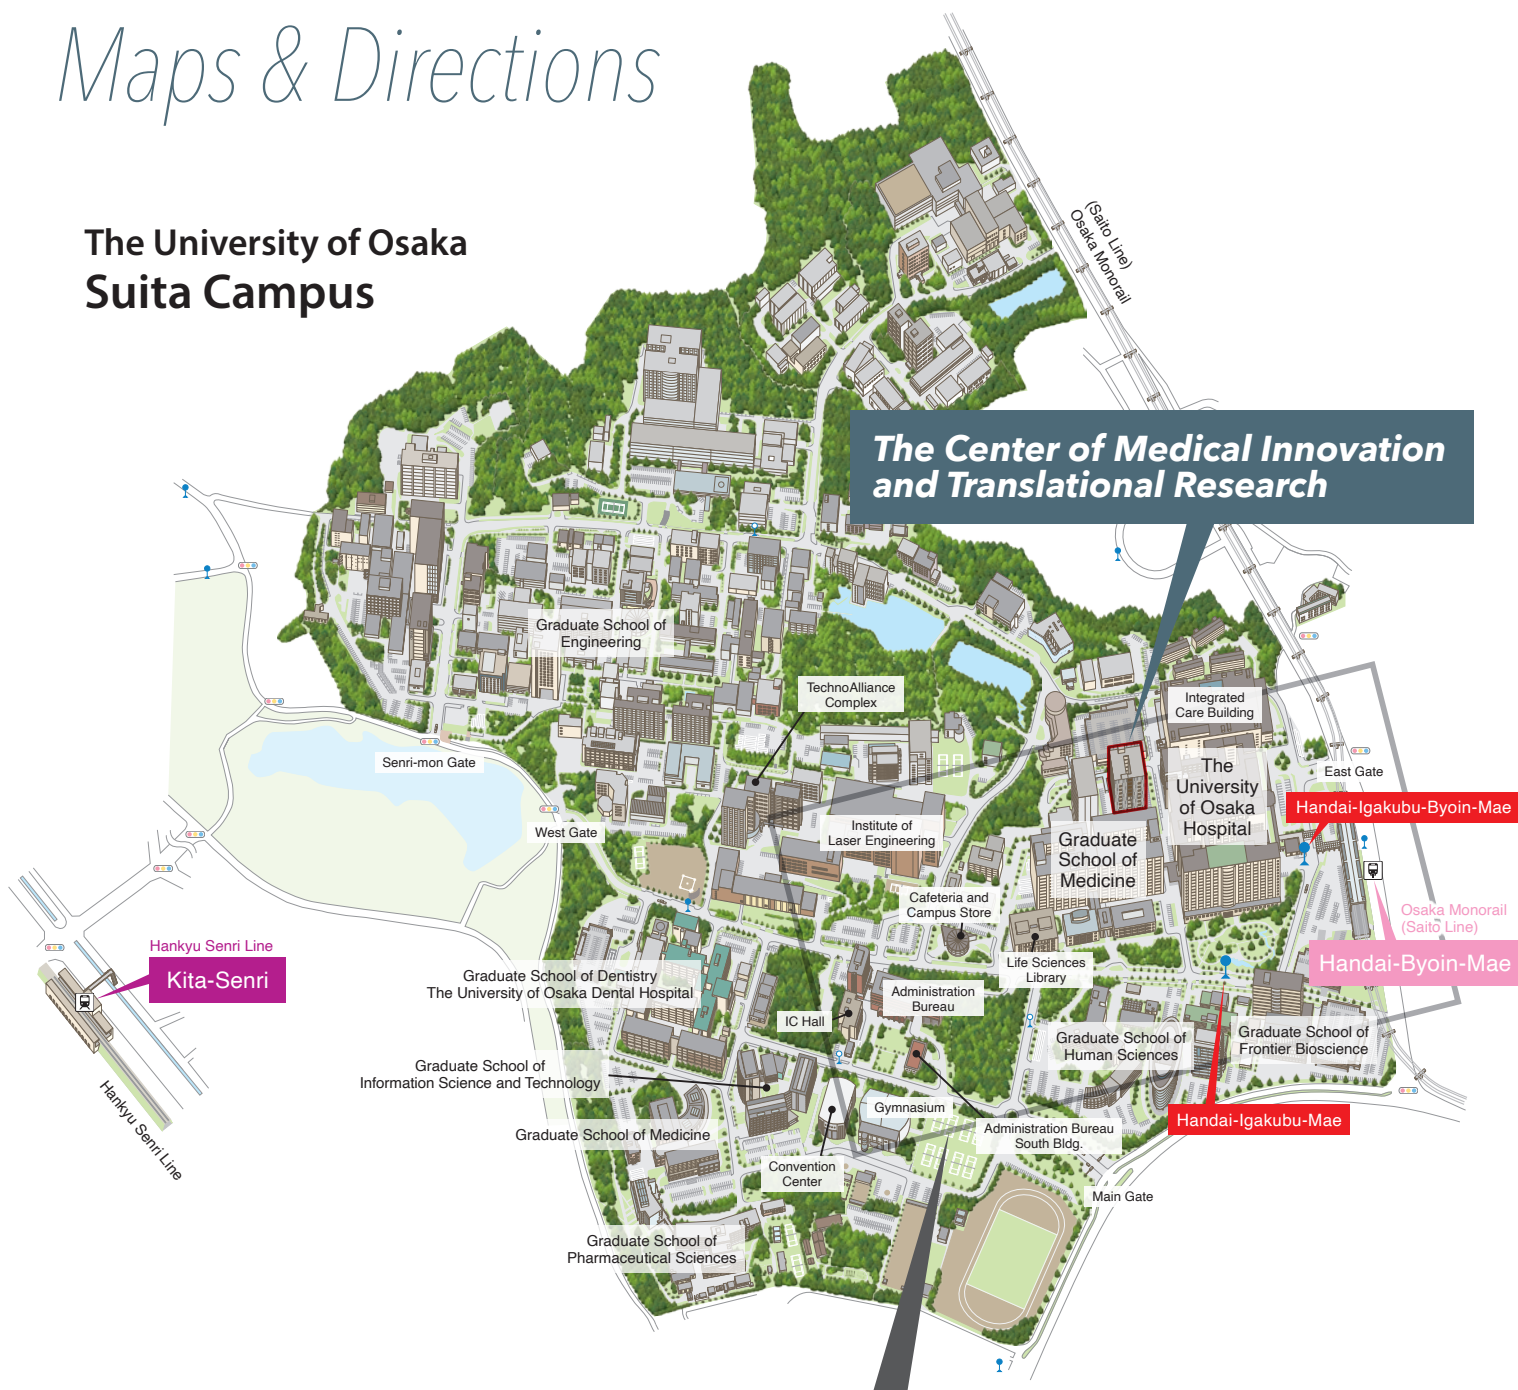 Maps & Directions
The University of Osaka
Suita Campus
(Saito Line)
Osaka Monorail
The Center of Medical Innovation
and Translational Research
Graduate School of
Engineering
TechnoAlliance
Complex
Integrated
Care Building
Senri-mon Gate
The
University
of Osaka
Hospital
East Gate
Handai-Igakubu-Byoin-Mae
West Gate
Institute of
Laser Engineering
Graduate
School of
Medicine
Cafeteria and
Campus Store
Osaka Monorail
(Saito Line)
Handai-Byoin-Mae
Hankyu Senri Line
Kita-Senri
Life Sciences
Library
Graduate School of Dentistry
The University of Osaka Dental Hospital
Administration
Bureau
IC Hall
Graduate School of
Human Sciences
Graduate School of
Frontier Bioscience
Graduate School of
Information Science and Technology
Hankyu Senri Line
Gymnasium
Handai-Igakubu-Mae
Graduate School of Medicine
Administration Bureau
South Bldg.
Convention
Center
Main Gate
Graduate School of
Pharmaceutical Sciences